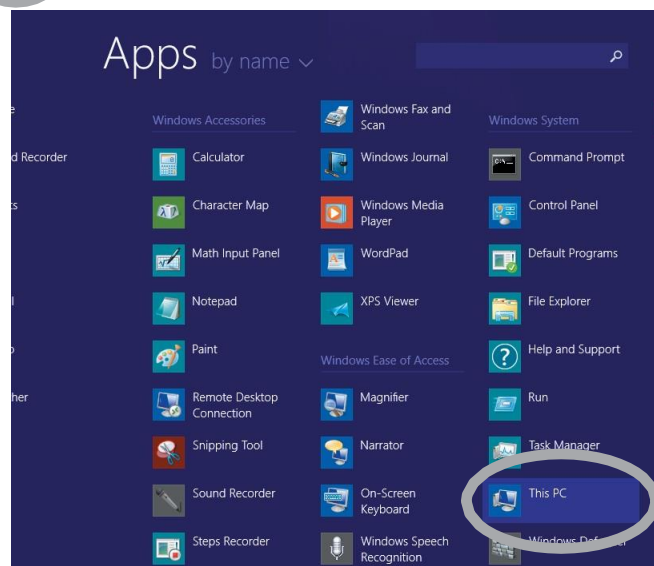 Apps by name
e
Windows Accessories
Windows Fax and
Scan
Windows System
d Recorder
Calculator
Windows Journal
Command Prompt
ts
Character Map
Windows Media
Player
Control Panel
Math Input Panel
WordPad
Default Programs
Notepad
XPS Viewer
File Explorer
Paint
Windows Ease of Access
Help and Support
her
Remote Desktop
Connection
Magnifier
Run
Snipping Tool
Narrator
Task Manager
Sound Recorder
On-Screen
Keyboard
This PC
Steps Recorder
Windows Speech
Recognition
Windows